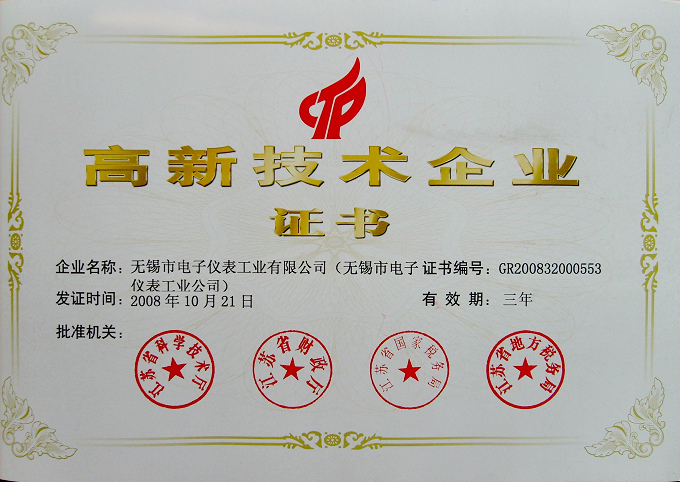 高新技术企业
证书
企业名称：无锡市电子仪表工业有限公司（无锡市电子仪表工业公司）
证书编号：GR200832000553
发证时间：2008年10月21日
有效期：三年
批准机关：
江苏省科学技术厅
江苏省财政厅
江苏省国家税务局
江苏省地方税务局